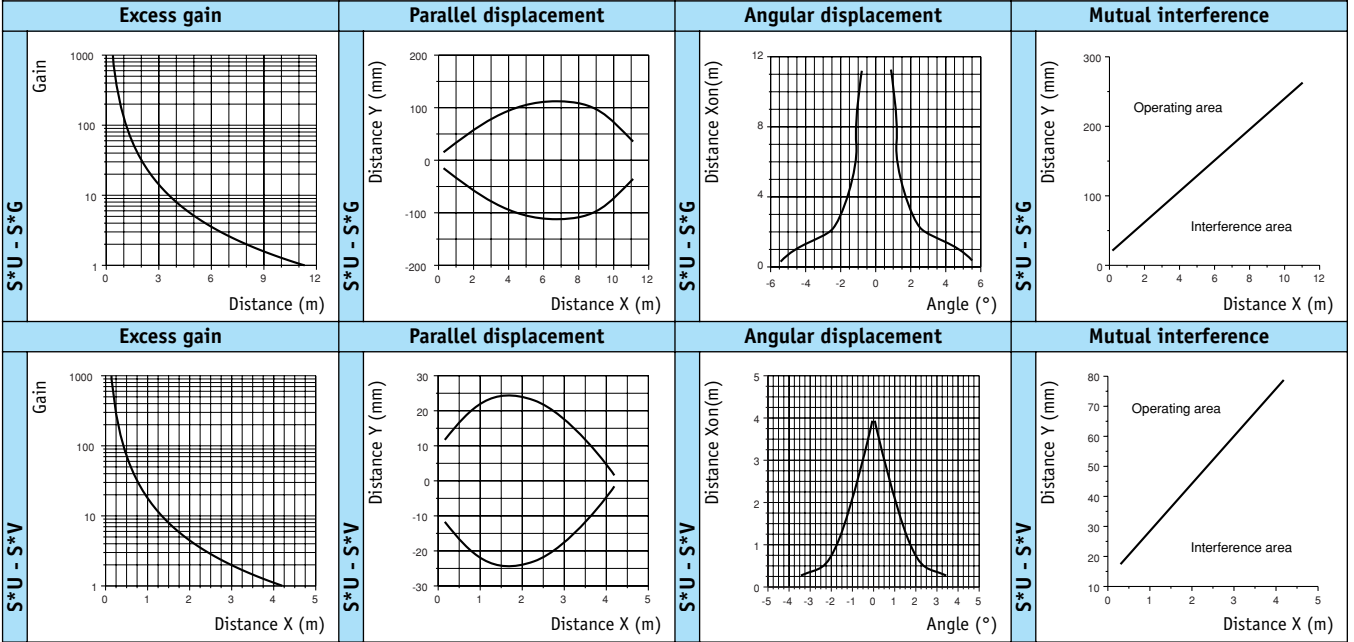 Excess gain
Parallel displacement
Angular displacement
Mutual interference
S*U - S*G
Gain
1000
100
10
1
0 3 6 9 12
Distance (m)
S*U - S*G
Distance Y (mm)
200
100
0
-100
-200
0 2 4 6 8 10 12
Distance X (m)
S*U - S*G
Distance Xon(m)
12
8
4
0
-6 -4 -2 0 2 4 6
Angle (°)
S*U - S*G
Distance Y (mm)
300
200
100
0
Operating area
Interference area
0 2 4 6 8 10 12
Distance X (m)
Excess gain
Parallel displacement
Angular displacement
Mutual interference
S*U - S*V
Gain
1000
100
10
1
0 1 2 3 4 5
Distance X (m)
S*U - S*V
Distance Y (mm)
30
20
10
0
-10
-20
-30
0 1 2 3 4 5
Distance X (m)
S*U - S*V
Distance Xon(m)
5
4
3
2
1
0
-5 -4 -3 -2 -1 0 1 2 3 4 5
Angle (°)
S*U - S*V
Distance Y (mm)
80
70
60
50
40
30
20
10
Operating area
Interference area
0 1 2 3 4 5
Distance X (m)